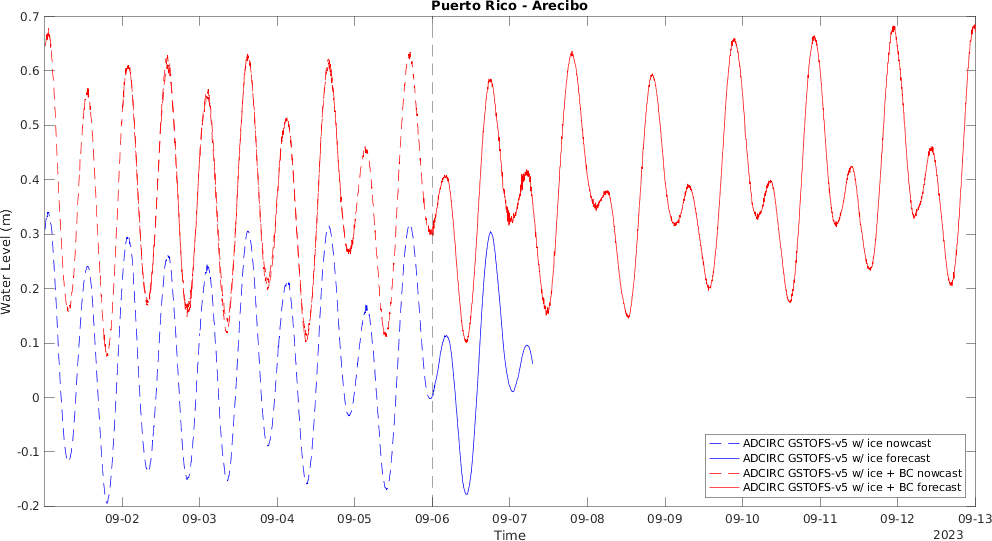 Puerto Rico - Arecibo
0.7
0.6
0.5
0.4
0.3
0.2
0.1
0
-0.1
-0.2
Water Level (m)
ADCIRC GSTOFS-v5 w/ ice nowcast
ADCIRC GSTOFS-v5 w/ ice forecast
ADCIRC GSTOFS-v5 w/ ice + BC nowcast
ADCIRC GSTOFS-v5 w/ ice + BC forecast
09-02 09-03 09-04 09-05 09-06 09-07 09-08 09-09 09-10 09-11 09-12 09-13
Time
2023